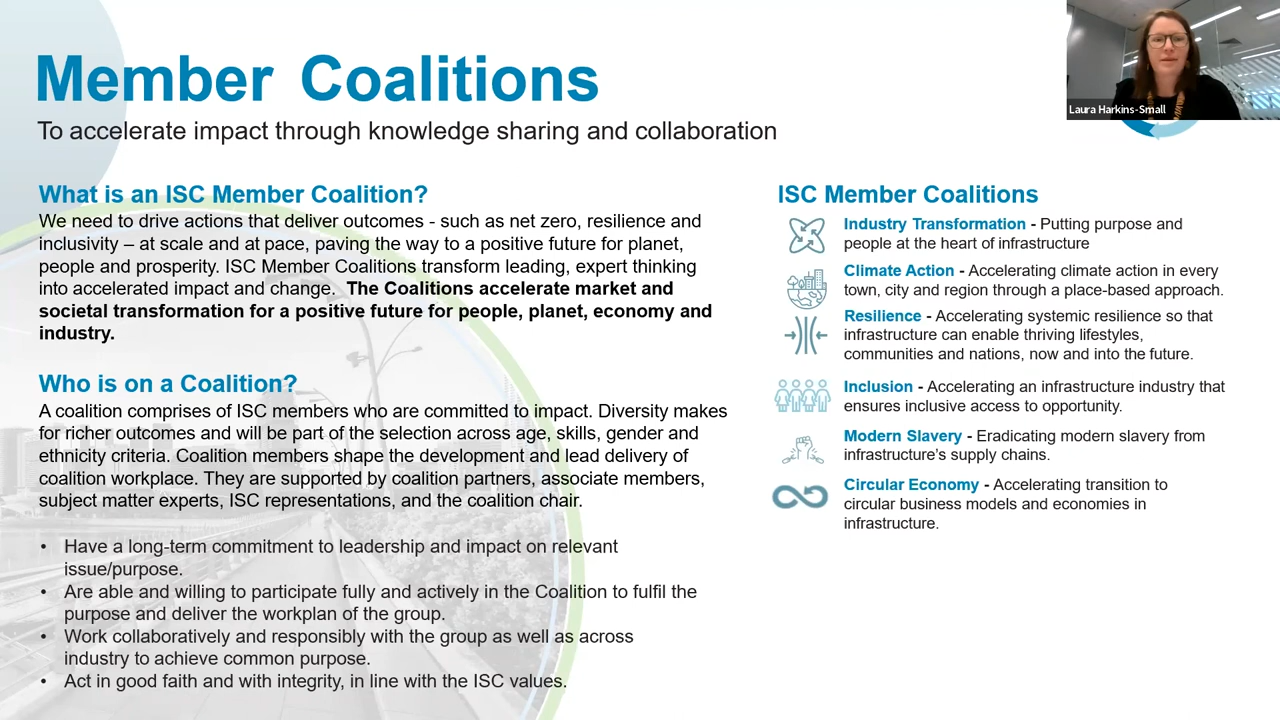 Member Coalitions
To accelerate impact through knowledge sharing and collaboration
Laura Harkins-Small
What is an ISC Member Coalition?
We need to drive actions that deliver outcomes - such as net zero, resilience and
inclusivity – at scale and at pace, paving the way to a positive future for planet,
people and prosperity. ISC Member Coalitions transform leading, expert thinking
into accelerated impact and change. The Coalitions accelerate market and
societal transformation for a positive future for people, planet, economy and
industry.
Who is on a Coalition?
A coalition comprises of ISC members who are committed to impact. Diversity makes
for richer outcomes and will be part of the selection across age, skills, gender and
ethnicity criteria. Coalition members shape the development and lead delivery of
coalition workplace. They are supported by coalition partners, associate members,
subject matter experts, ISC representations, and the coalition chair.
• Have a long-term commitment to leadership and impact on relevant
issue/purpose.
• Are able and willing to participate fully and actively in the Coalition to fulfil the
purpose and deliver the workplan of the group.
• Work collaboratively and responsibly with the group as well as across
industry to achieve common purpose.
• Act in good faith and with integrity, in line with the ISC values.
ISC Member Coalitions
Industry Transformation - Putting purpose and
people at the heart of infrastructure
Climate Action - Accelerating climate action in every
town, city and region through a place-based approach.
Resilience - Accelerating systemic resilience so that
infrastructure can enable thriving lifestyles,
communities and nations, now and into the future.
Inclusion - Accelerating an infrastructure industry that
ensures inclusive access to opportunity.
Modern Slavery - Eradicating modern slavery from
infrastructure's supply chains.
Circular Economy - Accelerating transition to
circular business models and economies in
infrastructure.